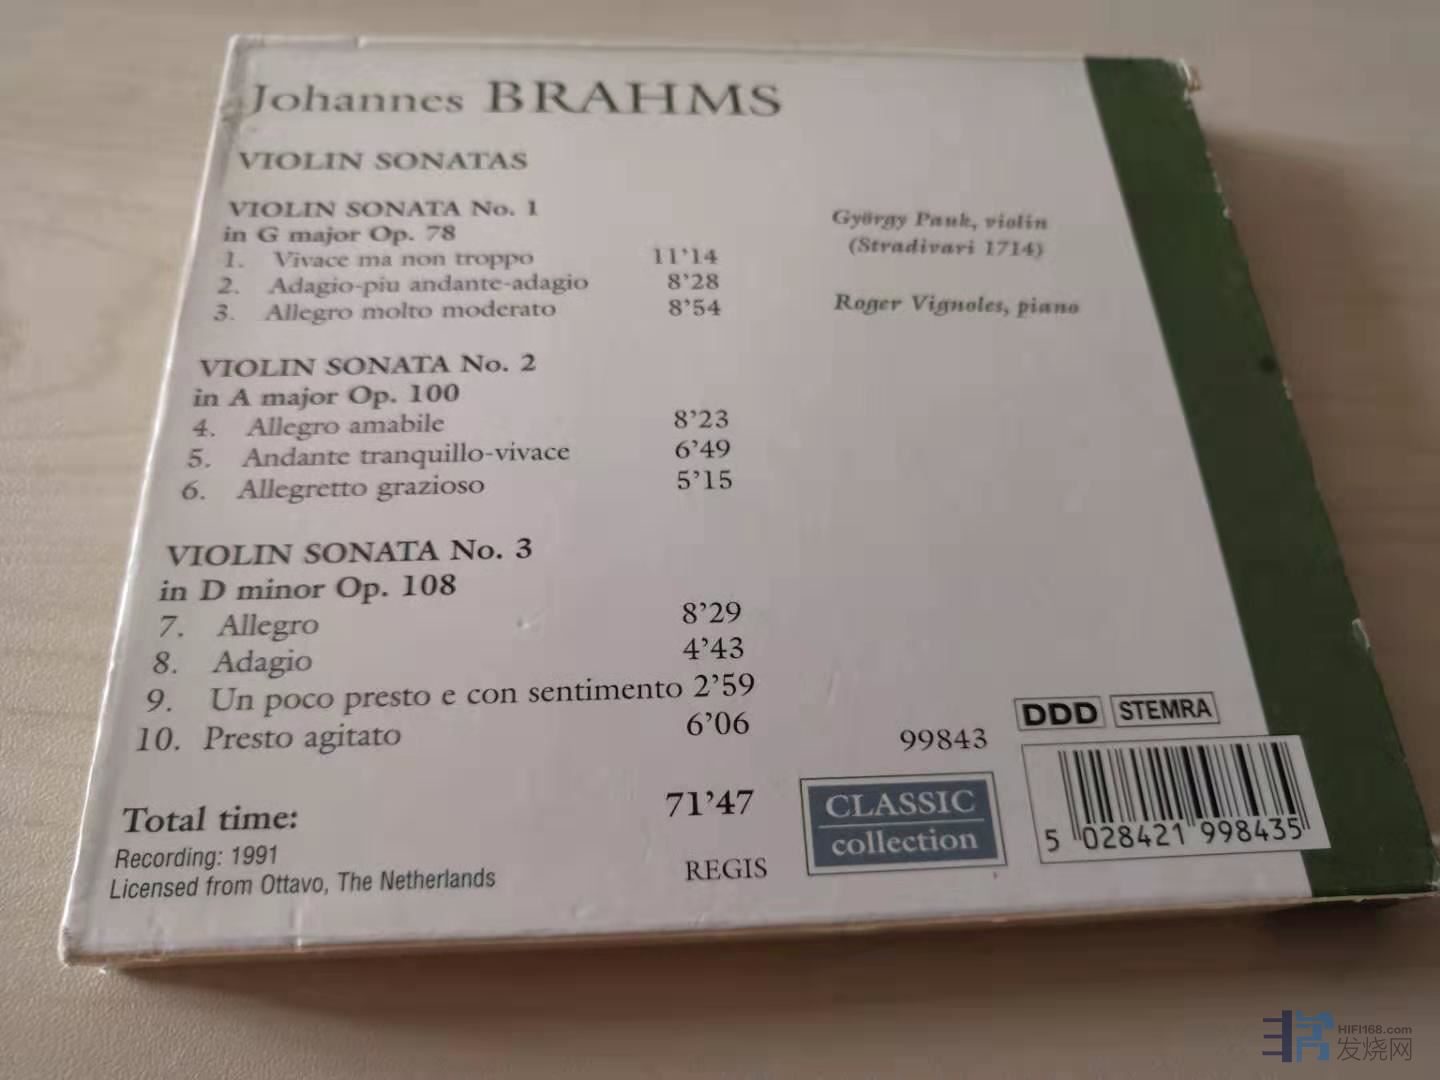 Johannes BRAHMS
VIOLIN SONATAS
VIOLIN SONATA No. 1
in G major Op. 78
1. Vivace ma non troppo 11'14
2. Adagio-piu andante-adagio 8'28
3. Allegro molto moderato 8'54
György Pauk, violin
(Stradivari 1714)
Roger Vignoles, piano
VIOLIN SONATA No. 2
in A major Op. 100
4. Allegro amabile 8'23
5. Andante tranquillo-vivace 6'49
6. Allegretto grazioso 5'15
VIOLIN SONATA No. 3
in D minor Op. 108
7. Allegro 8'29
8. Adagio 4'43
9. Un poco presto e con sentimento 2'59
10. Presto agitato 6'06
Total time: 71'47
Recording: 1991
Licensed from Ottavo, The Netherlands
REGIS
99843
CLASSIC
collection
DDD STEMRA
5 028421 998435
HIFI168.com
发烧网